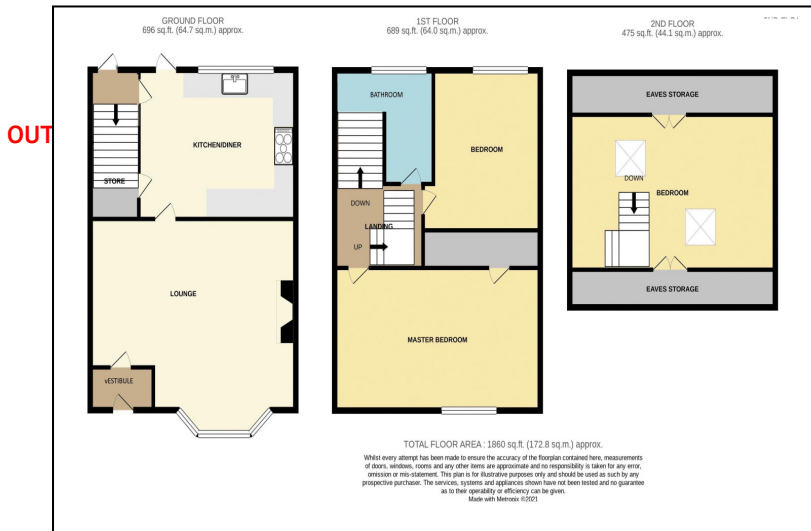 GROUND FLOOR
696 sq.ft. (64.7 sq.m.) approx.
1ST FLOOR
689 sq.ft. (64.0 sq.m.) approx.
2ND FLOOR
475 sq.ft. (44.1 sq.m.) approx.
OUT
KITCHEN/DINER
STORE
LOUNGE
vESTIBULE
BATHROOM
BEDROOM
DOWN
LANDING
UP
MASTER BEDROOM
EAVES STORAGE
DOWN
BEDROOM
EAVES STORAGE
TOTAL FLOOR AREA : 1860 sq.ft. (172.8 sq.m.) approx.
Whilst every attempt has been made to ensure the accuracy of the floorplan contained here, measurements
of doors, windows, rooms and any other items are approximate and no responsibility is taken for any error,
omission or mis-statement. This plan is for illustrative purposes only and should be used as such by any
prospective purchaser. The services, systems and appliances shown have not been tested and no guarantee
as to their operability or efficiency can be given.
Made with Metropix ©2021